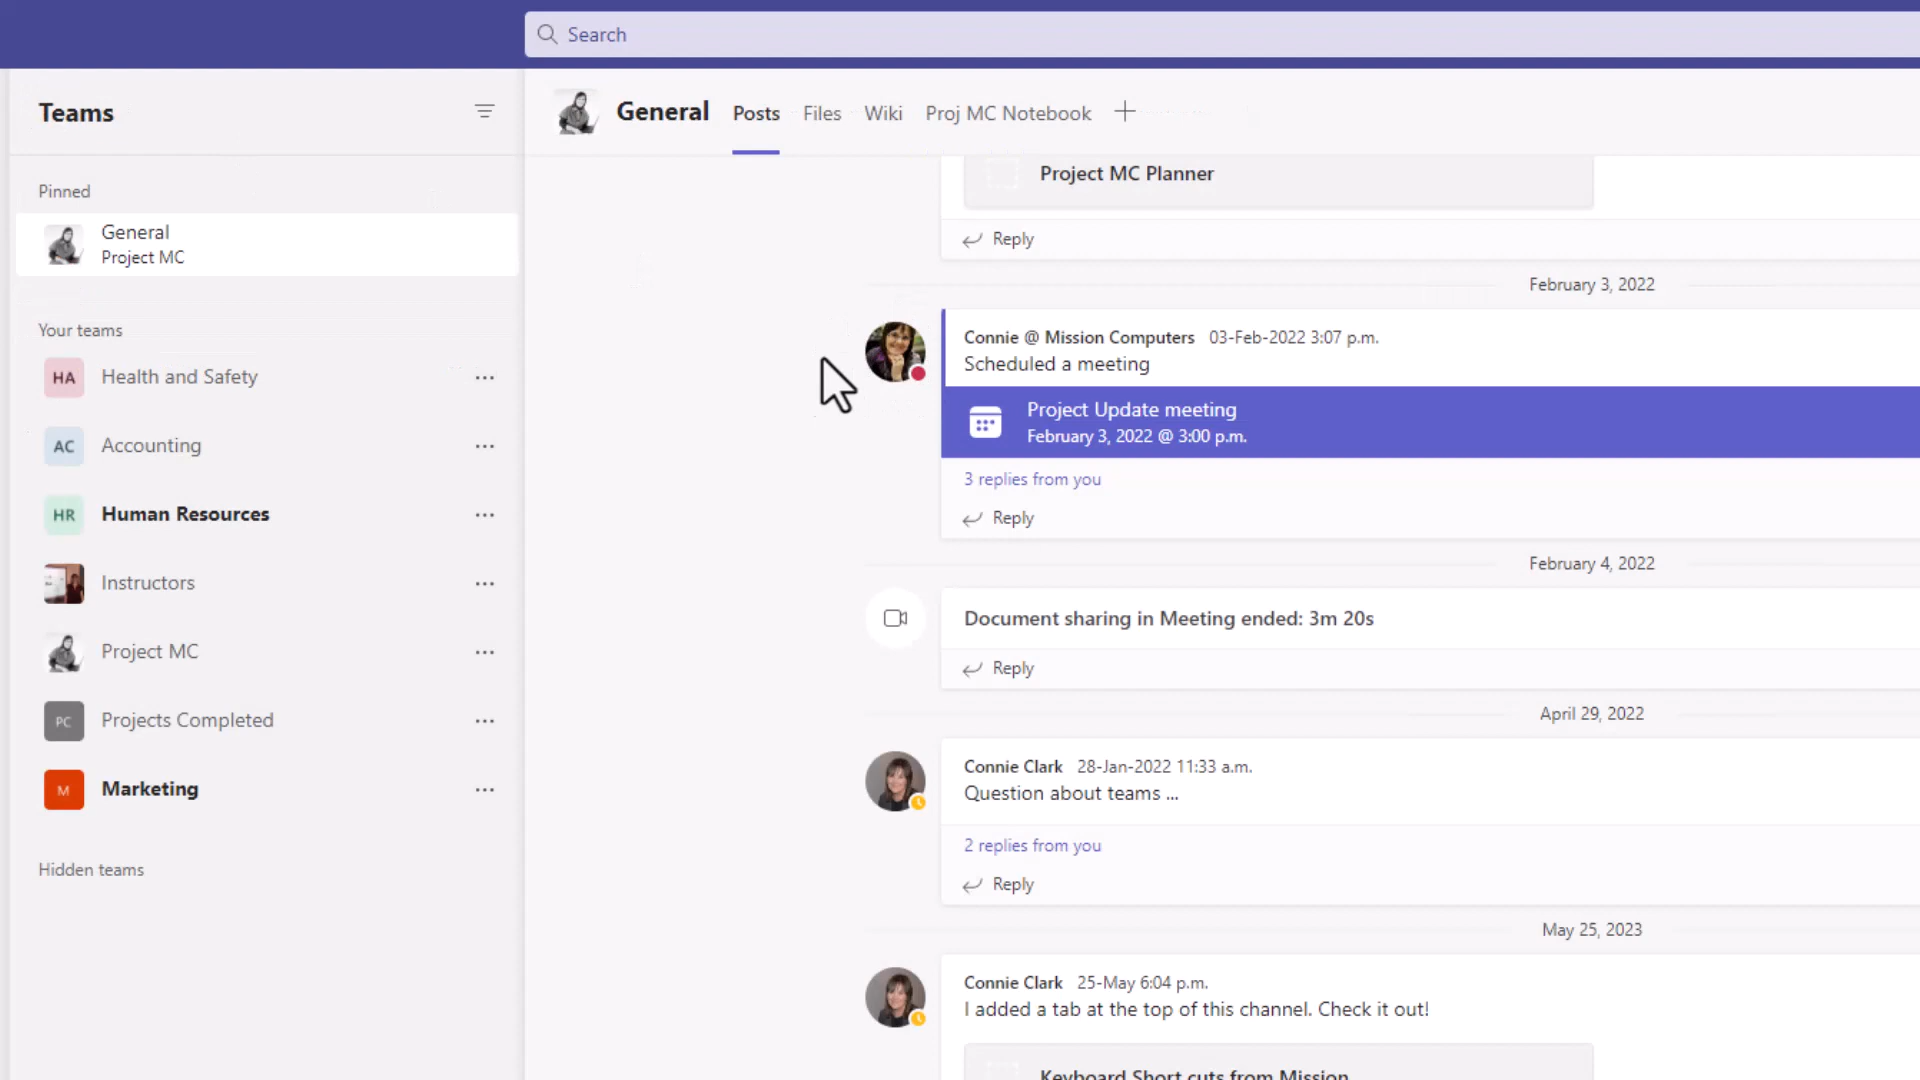 Search
Teams
Pinned
General
Project MC
Your teams
HA Health and Safety
AC Accounting
HR Human Resources
Instructors
Project MC
PC Projects Completed
M Marketing
Hidden teams
General Posts Files Wiki Proj MC Notebook
Project MC Planner
Reply
February 3, 2022
Connie @ Mission Computers 03-Feb-2022 3:07 p.m.
Scheduled a meeting
Project Update meeting
February 3, 2022 @ 3:00 p.m.
3 replies from you
Reply
February 4, 2022
Document sharing in Meeting ended: 3m 20s
Reply
April 29, 2022
Connie Clark 28-Jan-2022 11:33 a.m.
Question about teams ...
2 replies from you
Reply
May 25, 2023
Connie Clark 25-May 6:04 p.m.
I added a tab at the top of this channel. Check it out!
Keyboard Short cuts from Mission